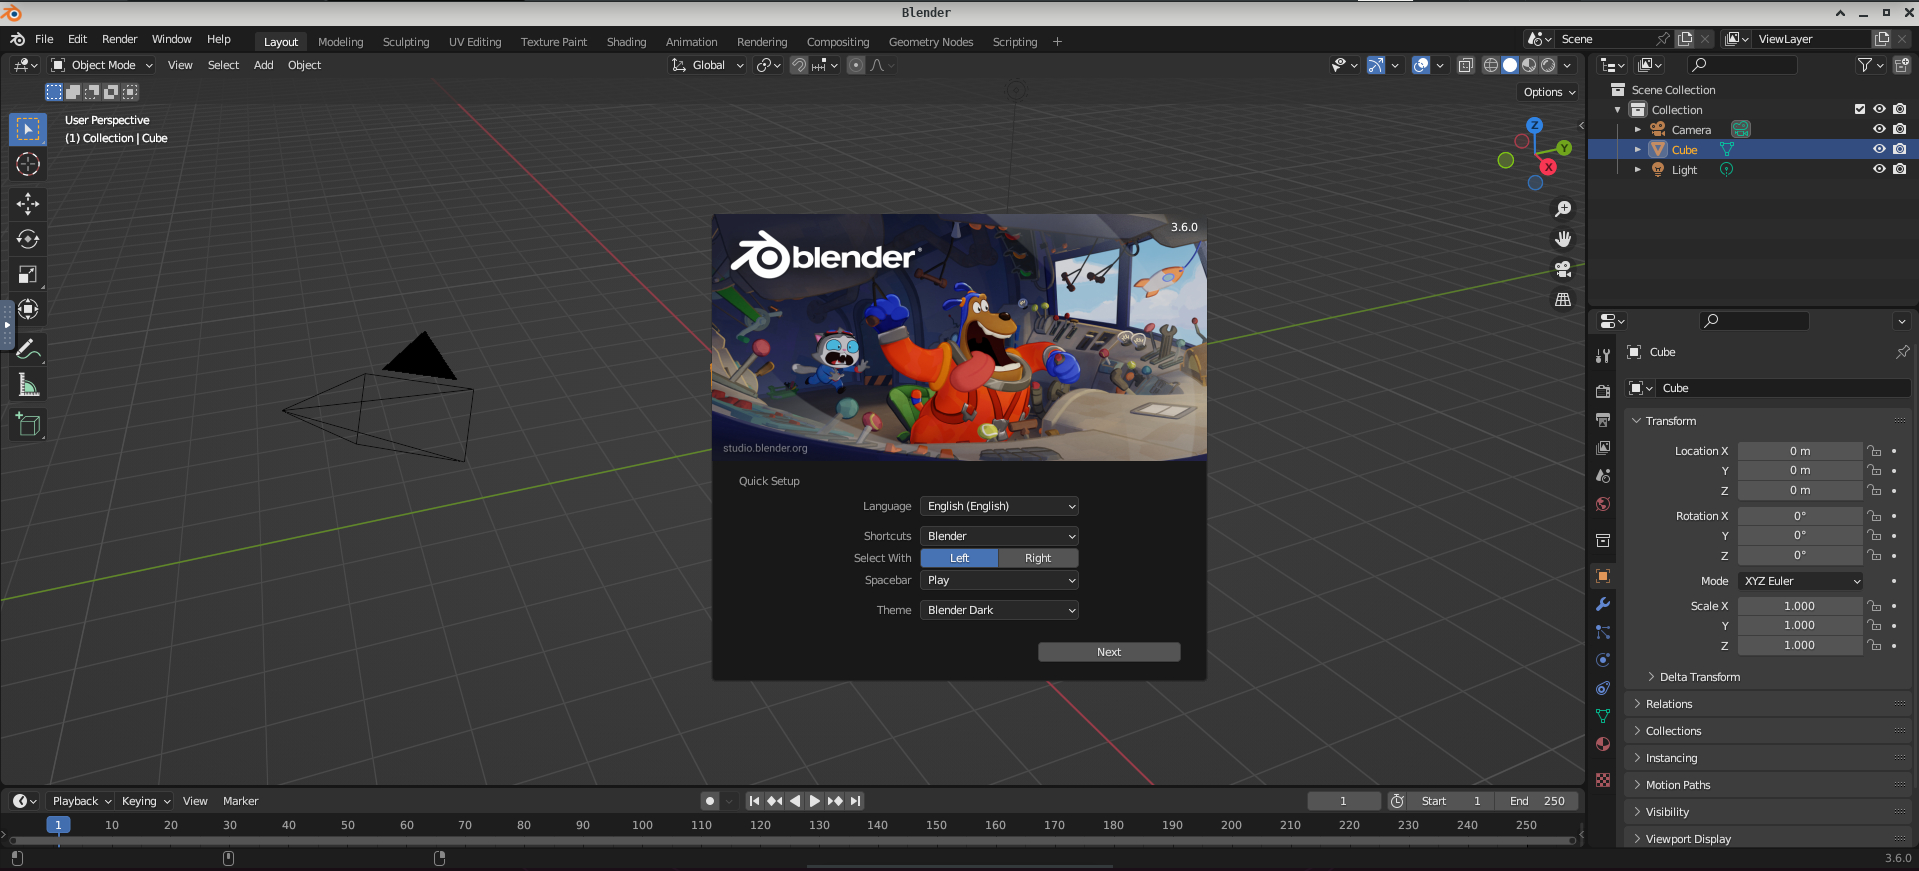 Blender
File Edit Render Window Help Layout Modeling Sculpting UV Editing Texture Paint Shading Animation Rendering Compositing Geometry Nodes Scripting + Scene ViewLayer
Object Mode View Select Add Object Global
Options
User Perspective
(1) Collection | Cube
Z
Y
X
Scene Collection
Collection
Camera
Cube
Light
3.6.0
blender
studio.blender.org
Quick Setup
Language English (English)
Shortcuts Blender
Select With Left Right
Spacebar Play
Theme Blender Dark
Next
Cube
Cube
Transform
Location X 0 m
Y 0 m
Z 0 m
Rotation X 0°
Y 0°
Z 0°
Mode XYZ Euler
Scale X 1.000
Y 1.000
Z 1.000
Delta Transform
Relations
Collections
Instancing
Motion Paths
Visibility
Viewport Display
Playback Keying View Marker 1 Start 1 End 250
1 10 20 30 40 50 60 70 80 90 100 110 120 130 140 150 160 170 180 190 200 210 220 230 240 250
3.6.0